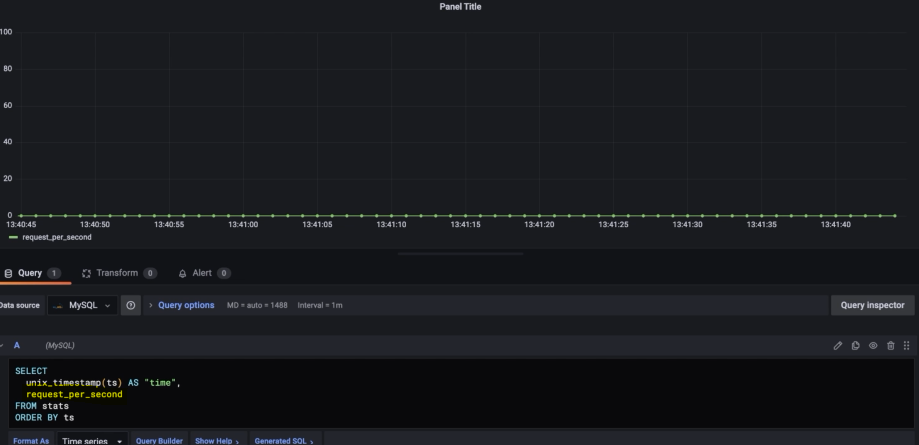 Panel Title
100
80
60
40
20
0
13:40:45 13:40:50 13:40:55 13:41:00 13:41:05 13:41:10 13:41:15 13:41:20 13:41:25 13:41:30 13:41:35 13:41:40
request_per_second
Query 1 Transform 0 Alert 0
Data source MySQL > Query options MD = auto = 1488 Interval = 1m Query inspector
A (MySQL)
SELECT
unix_timestamp(ts) AS "time",
request_per_second
FROM stats
ORDER BY ts
Format As Time series Query Builder Show Help > Generated SQL >